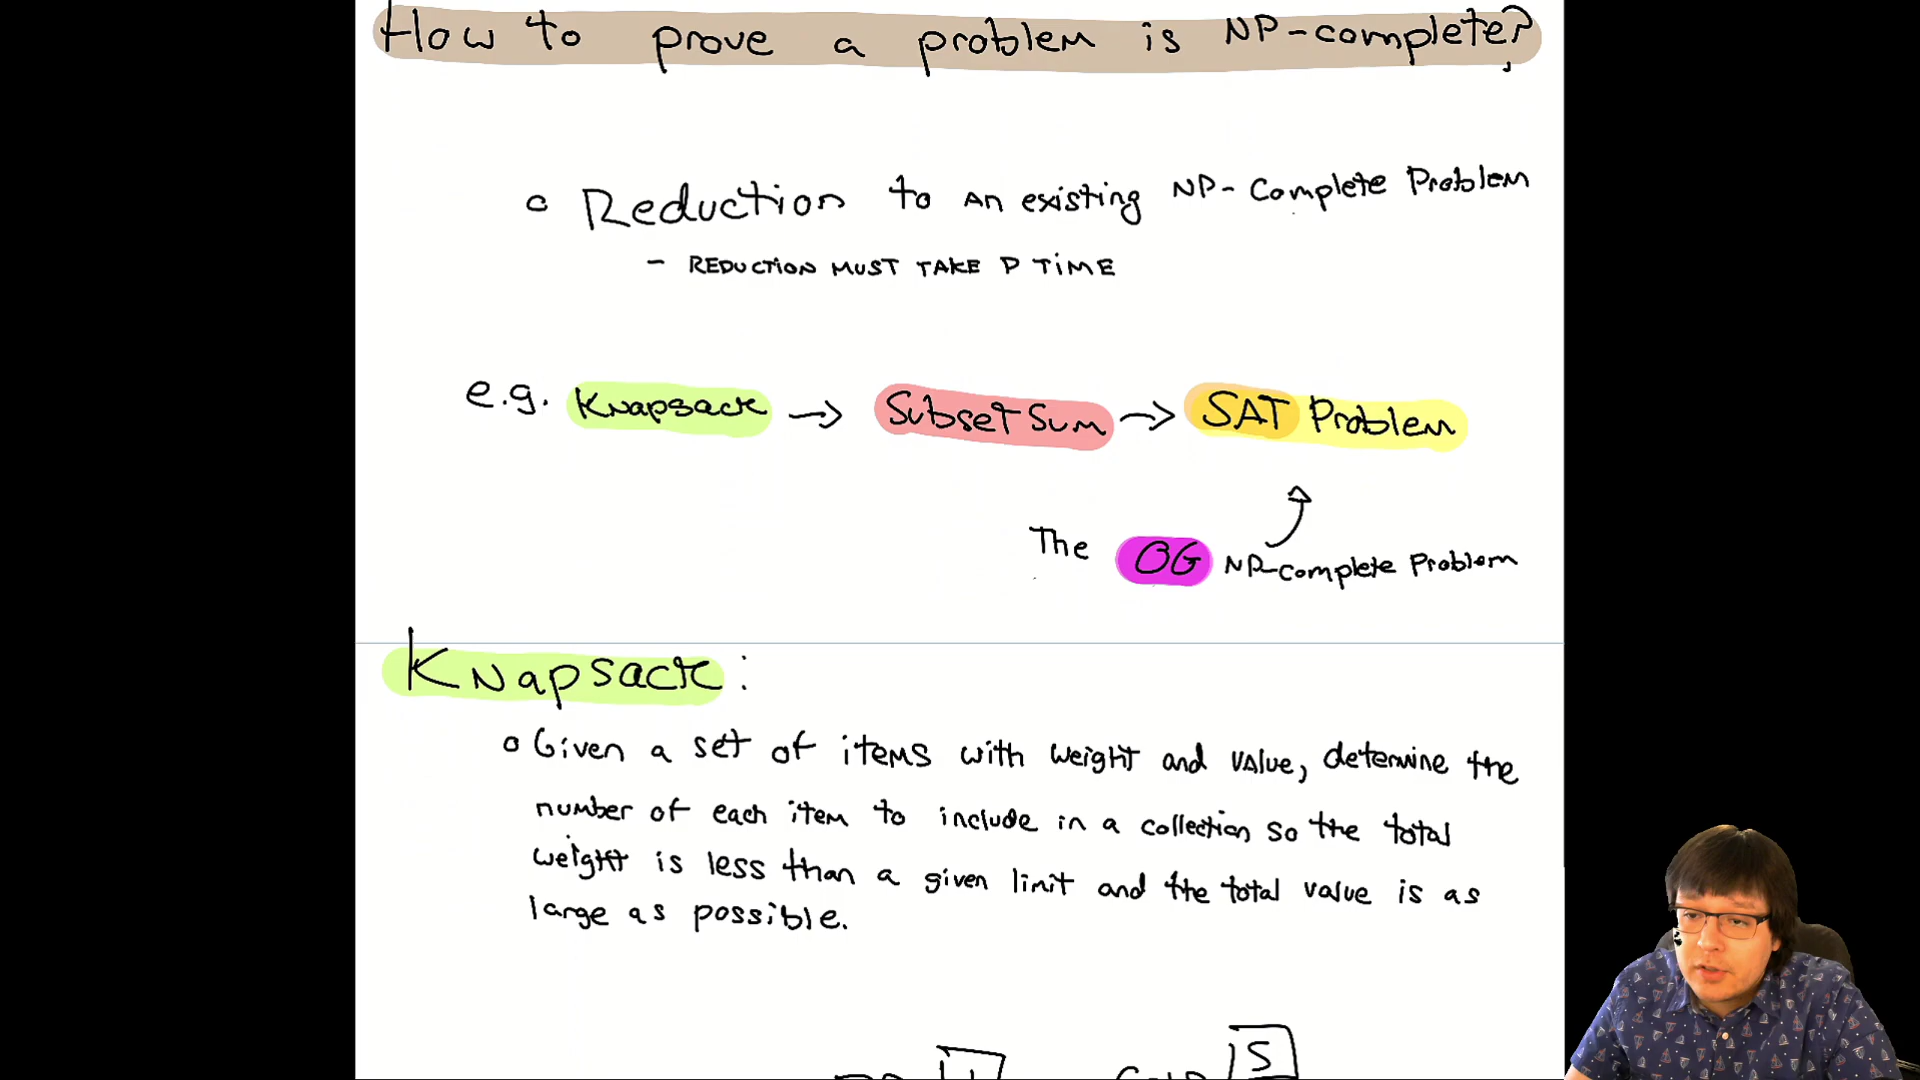 How to prove a problem is NP-complete?
Reduction to an existing NP-Complete Problem
- REDUCTION MUST TAKE P TIME
e.g. Knapsack → SubsetSum → SAT Problem
The OG NP-complete Problem
Knapsack:
Given a set of items with weight and value, determine the
number of each item to include in a collection so the total
weight is less than a given limit and the total value is as
large as possible.
5